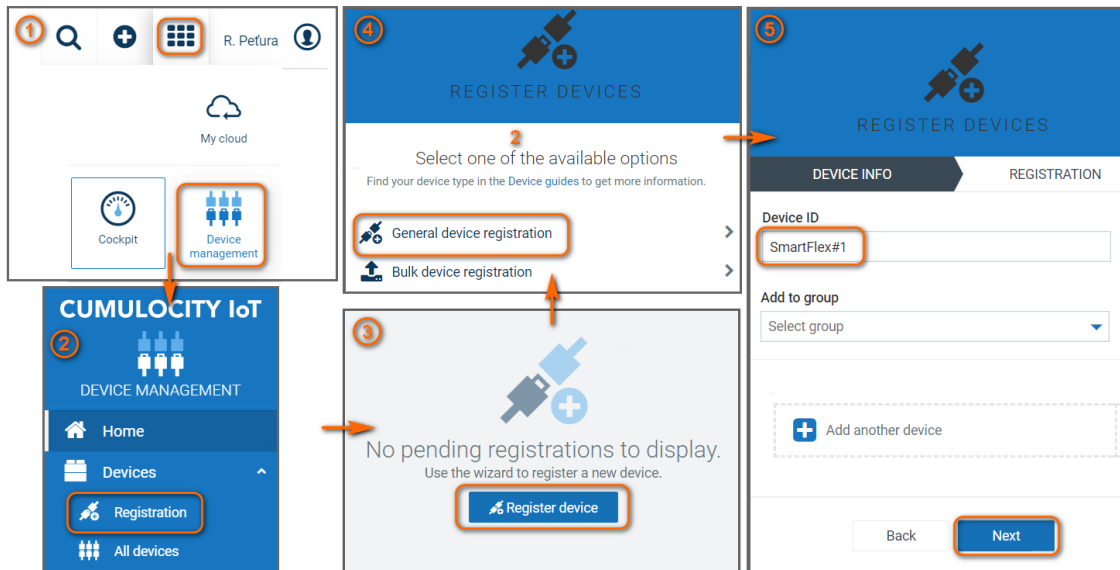 1
R. Peťura
My cloud
Cockpit
Device
management
2
CUMULOCITY IoT
DEVICE MANAGEMENT
Home
Devices
Registration
All devices
3
No pending registrations to display.
Use the wizard to register a new device.
Register device
4
REGISTER DEVICES
2
Select one of the available options
Find your device type in the Device guides to get more information.
General device registration
Bulk device registration
5
REGISTER DEVICES
DEVICE INFO
REGISTRATION
Device ID
SmartFlex#1
Add to group
Select group
Add another device
Back
Next